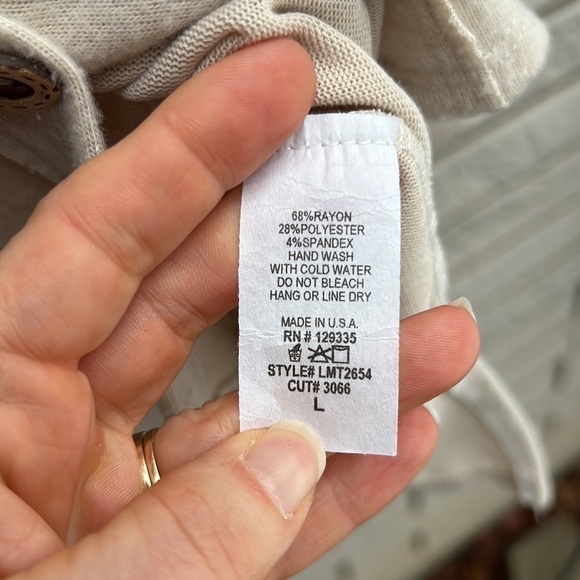 68%RAYON
28%POLYESTER
4%SPANDEX
HAND WASH
WITH COLD WATER
DO NOT BLEACH
HANG OR LINE DRY
MADE IN U.S.A.
RN # 129335
STYLE# LMT2654
CUT# 3066
L